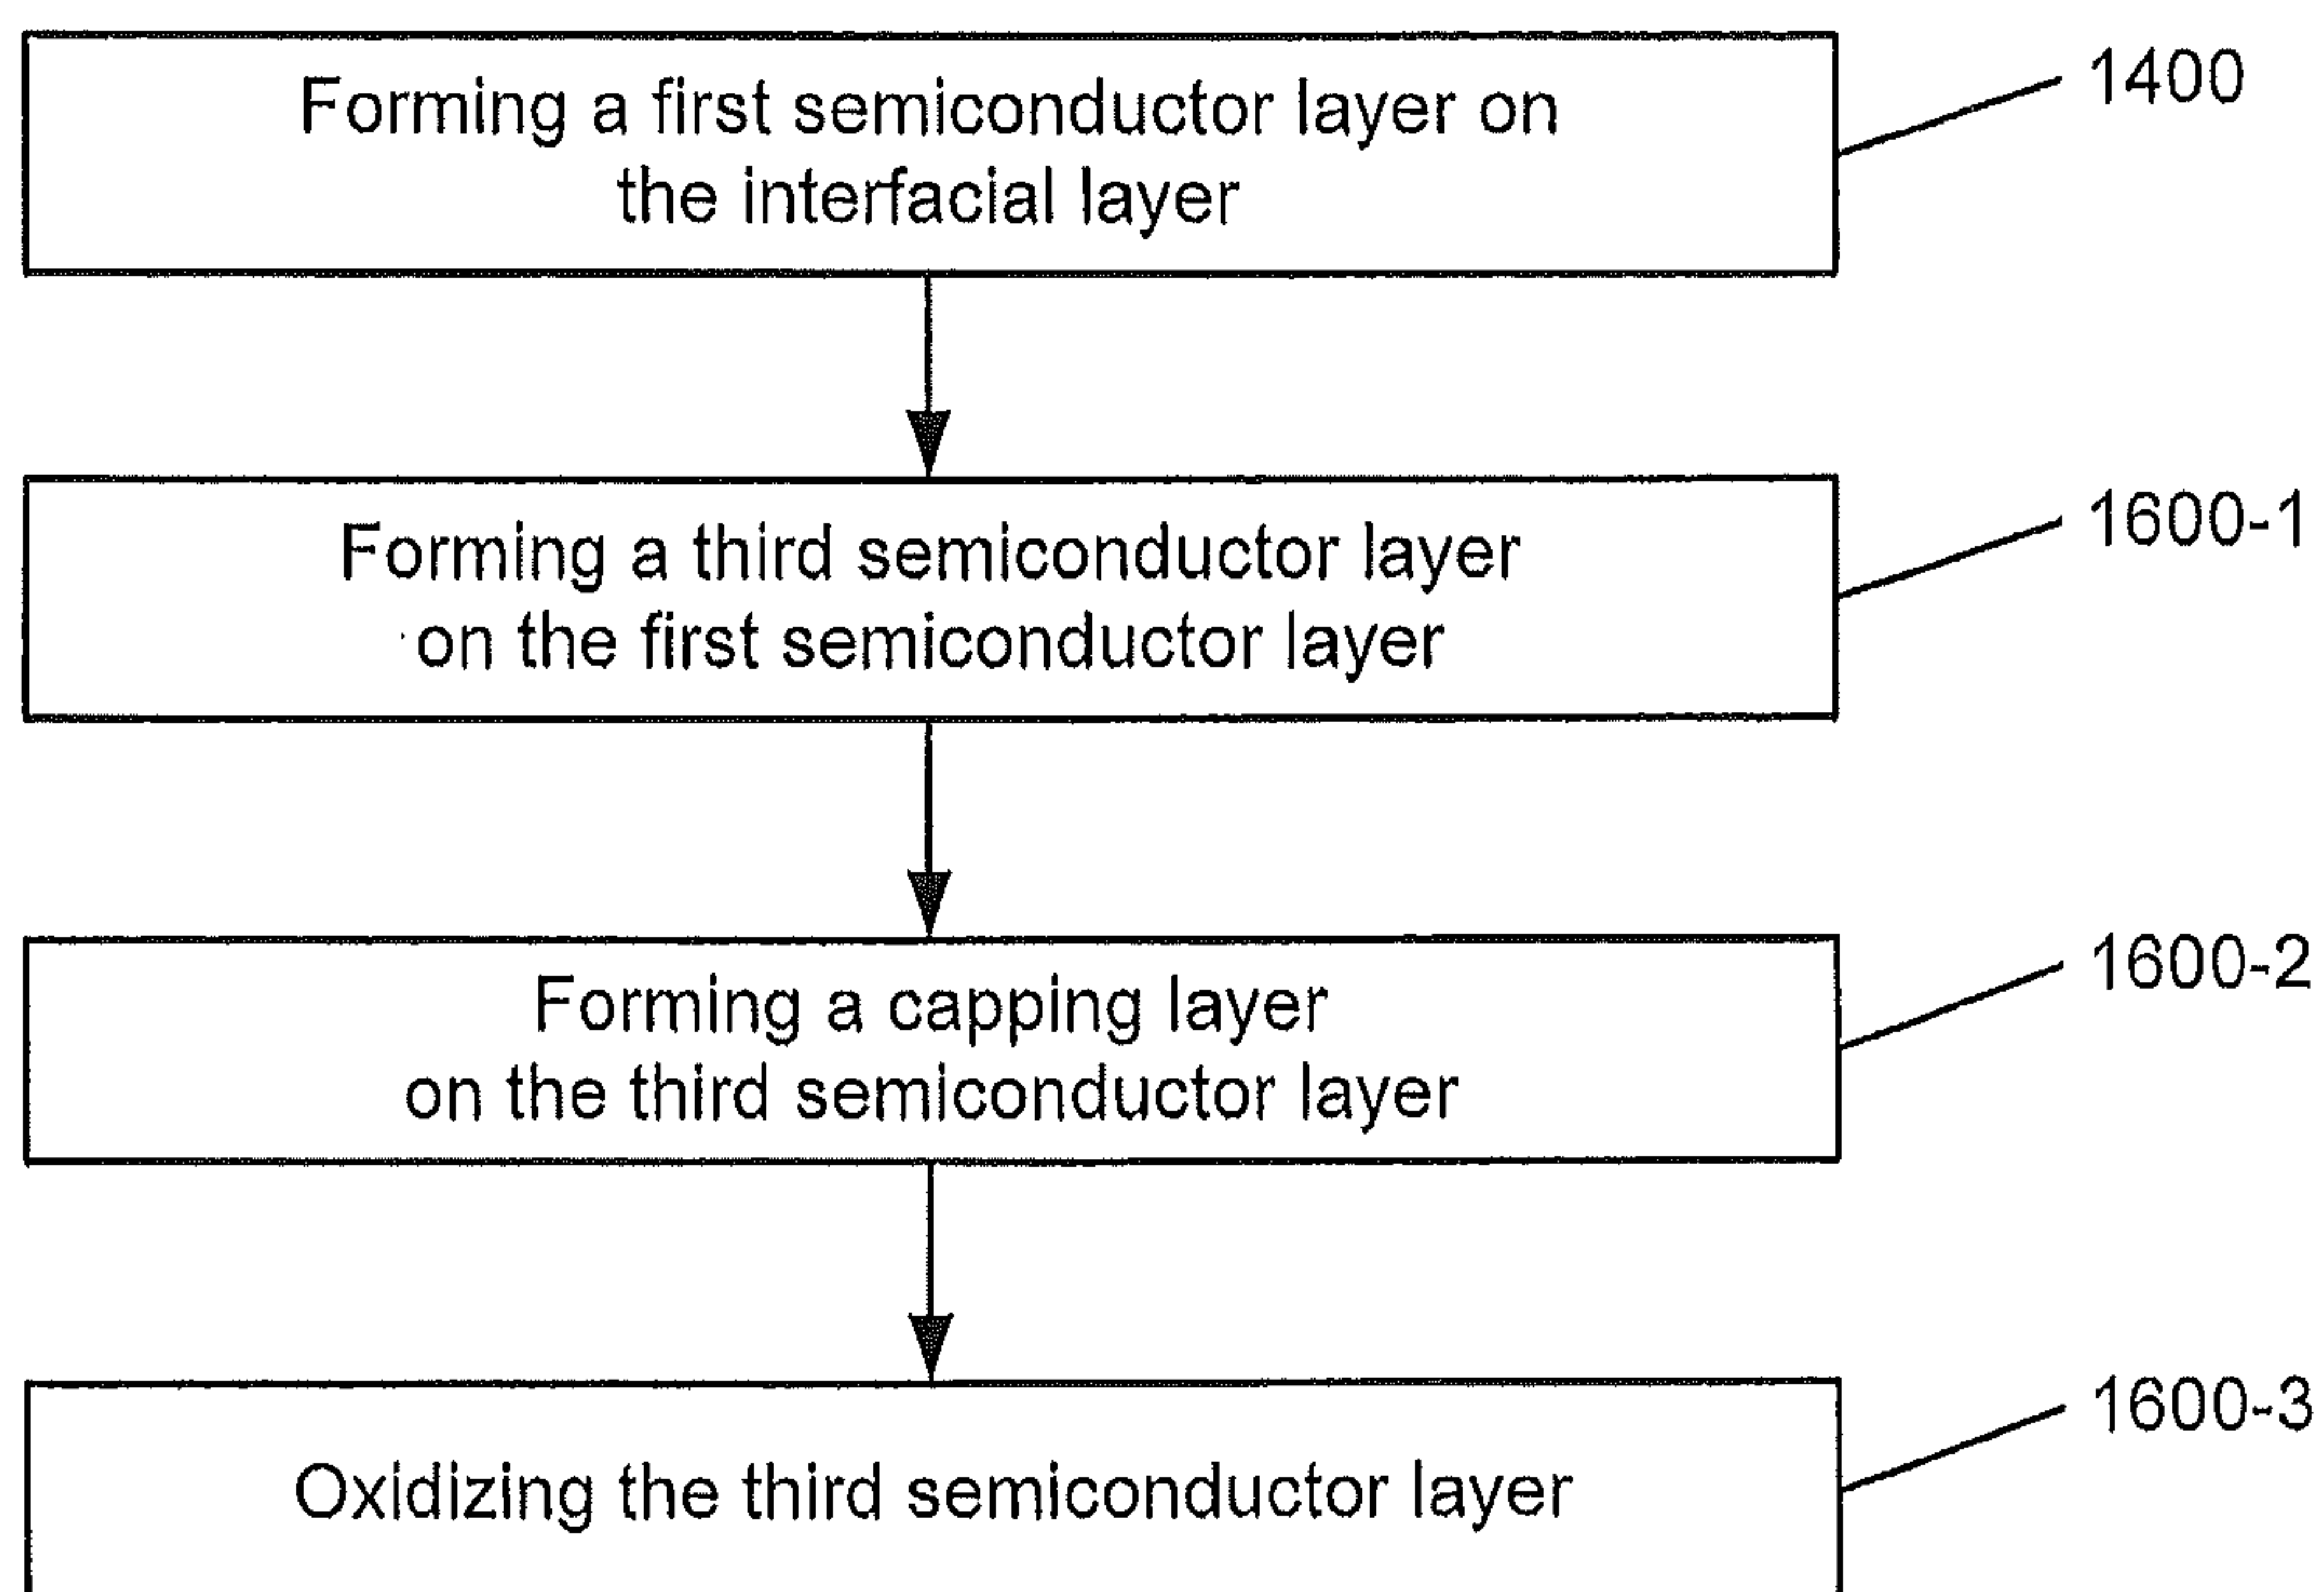 Forming a first semiconductor layer on
the interfacial layer
1400
Forming a third semiconductor layer
on the first semiconductor layer
1600-1
Forming a capping layer
on the third semiconductor layer
1600-2
Oxidizing the third semiconductor layer
1600-3